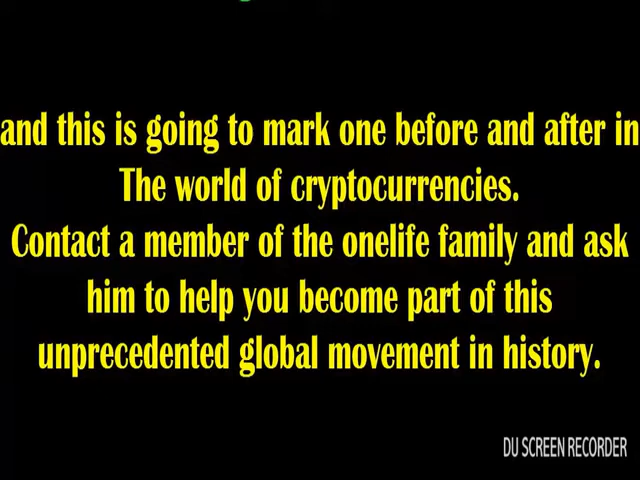 and this is going to mark one before and after in
The world of cryptocurrencies.
Contact a member of the onelife family and ask
him to help you become part of this
unprecedented global movement in history.
DU SCREEN RECORDER